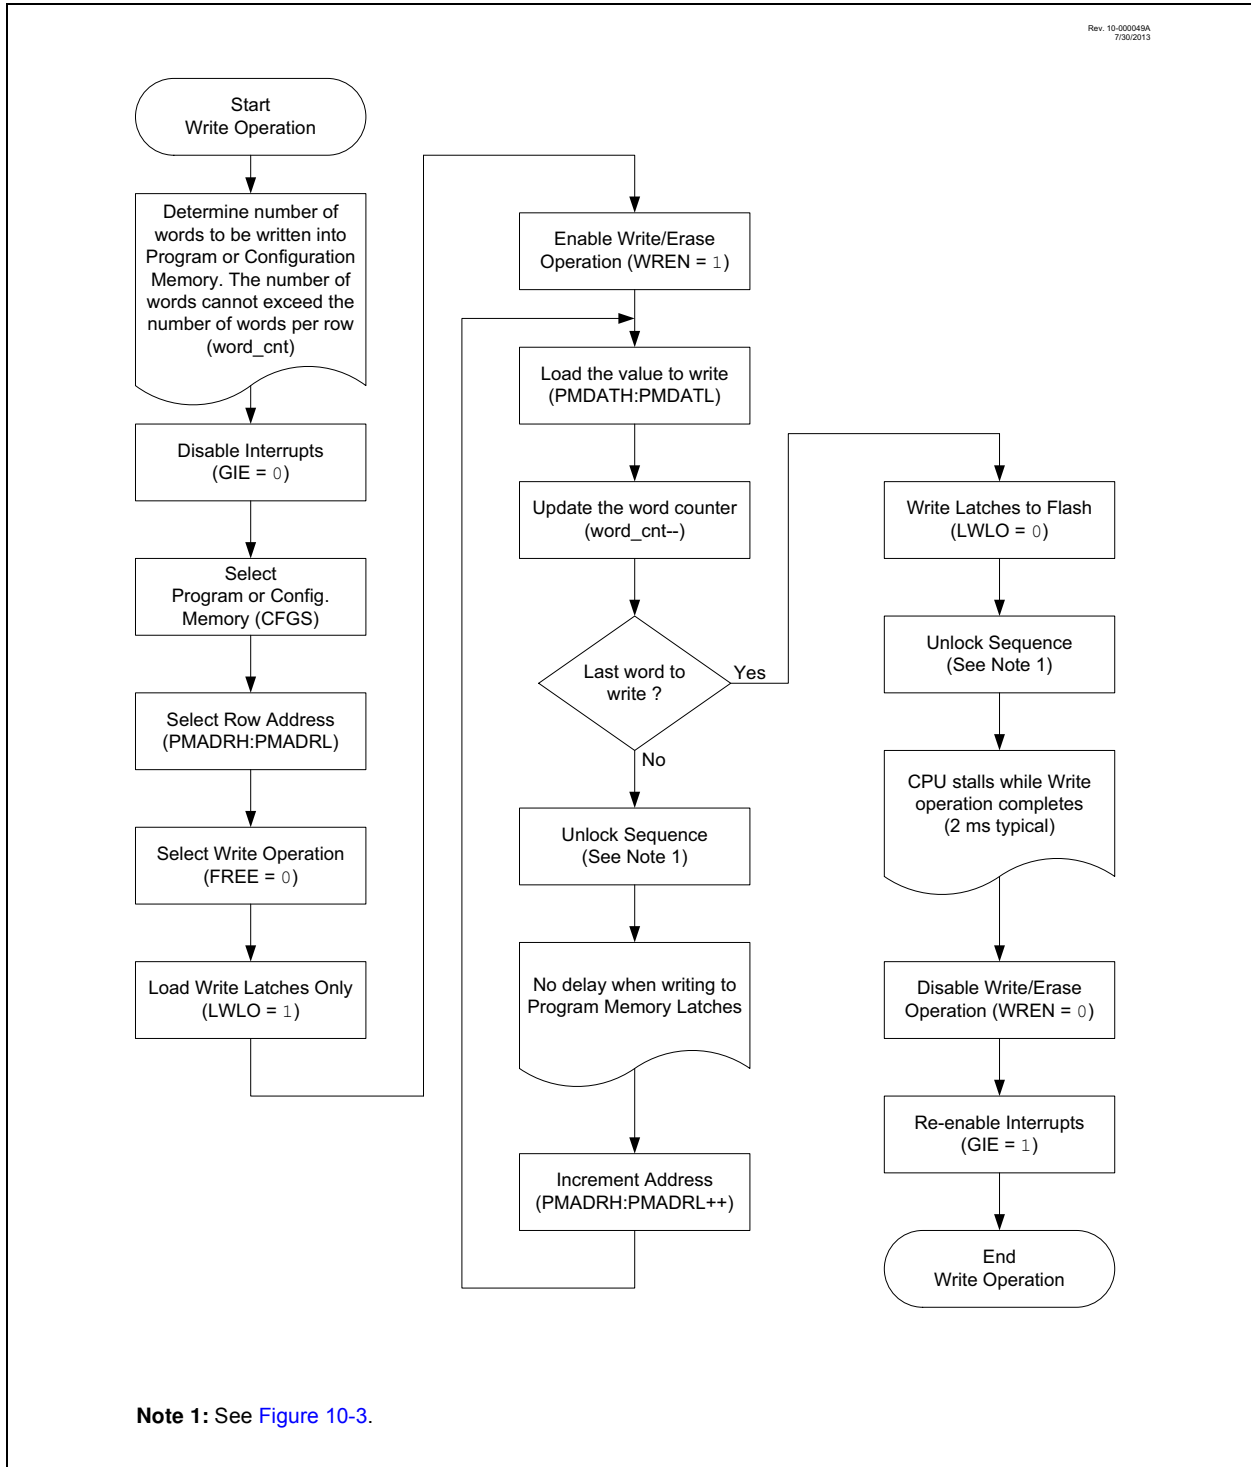 Rev. 10-000049A
7/30/2013
Start
Write Operation
Determine number of
words to be written into
Program or Configuration
Memory. The number of
words cannot exceed the
number of words per row
(word_cnt)
Disable Interrupts
(GIE = 0)
Select
Program or Config.
Memory (CFGS)
Select Row Address
(PMADRH:PMADRL)
Select Write Operation
(FREE = 0)
Load Write Latches Only
(LWLO = 1)
Enable Write/Erase
Operation (WREN = 1)
Load the value to write
(PMDATH:PMDATL)
Update the word counter
(word_cnt--)
Last word to
write ?
Yes
No
Unlock Sequence
(See Note 1)
No delay when writing to
Program Memory Latches
Increment Address
(PMADRH:PMADRL++)
Write Latches to Flash
(LWLO = 0)
Unlock Sequence
(See Note 1)
CPU stalls while Write
operation completes
(2 ms typical)
Disable Write/Erase
Operation (WREN = 0)
Re-enable Interrupts
(GIE = 1)
End
Write Operation
Note 1: See Figure 10-3.